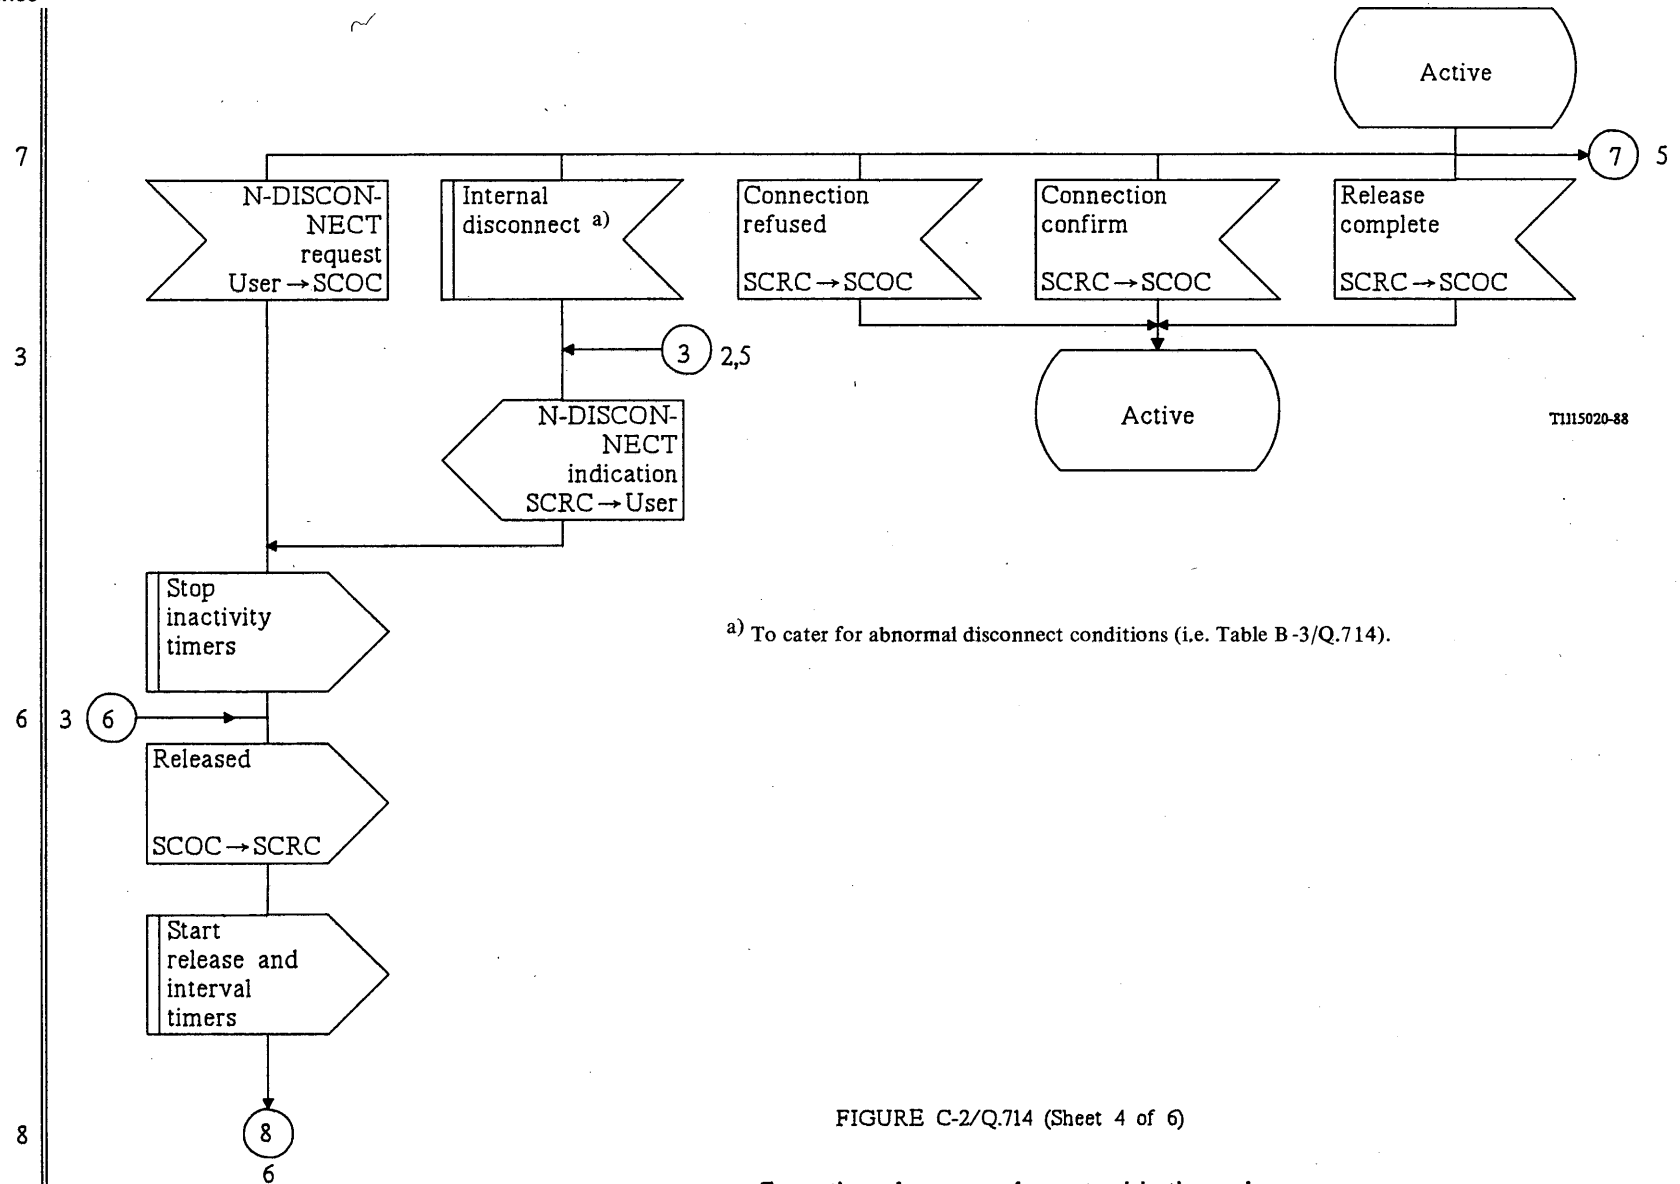 Active
7
7
5
N-DISCON-
NECT
request
User→SCOC
Internal
disconnect a)
Connection
refused
SCRC→SCOC
Connection
confirm
SCRC→SCOC
Release
complete
SCRC→SCOC
3
3
2,5
N-DISCON-
NECT
indication
SCRC→User
Active
T1115020-88
Stop
inactivity
timers
a) To cater for abnormal disconnect conditions (i.e. Table B-3/Q.714).
6
3
6
Released
SCOC→SCRC
Start
release and
interval
timers
8
8
6
FIGURE C-2/Q.714 (Sheet 4 of 6)